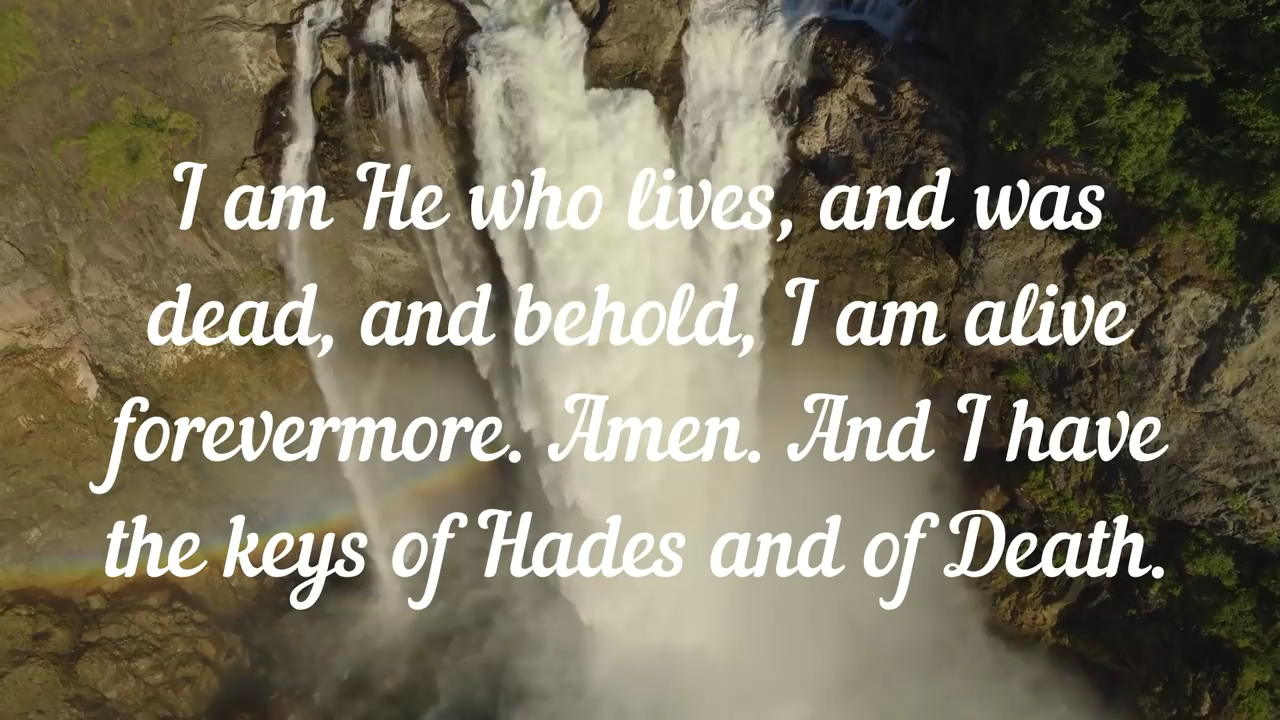 I am He who lives, and was
dead, and behold, I am alive
forevermore. Amen. And I have
the keys of Hades and of Death.